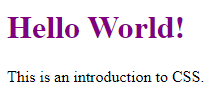 Hello World!
This is an introduction to CSS.